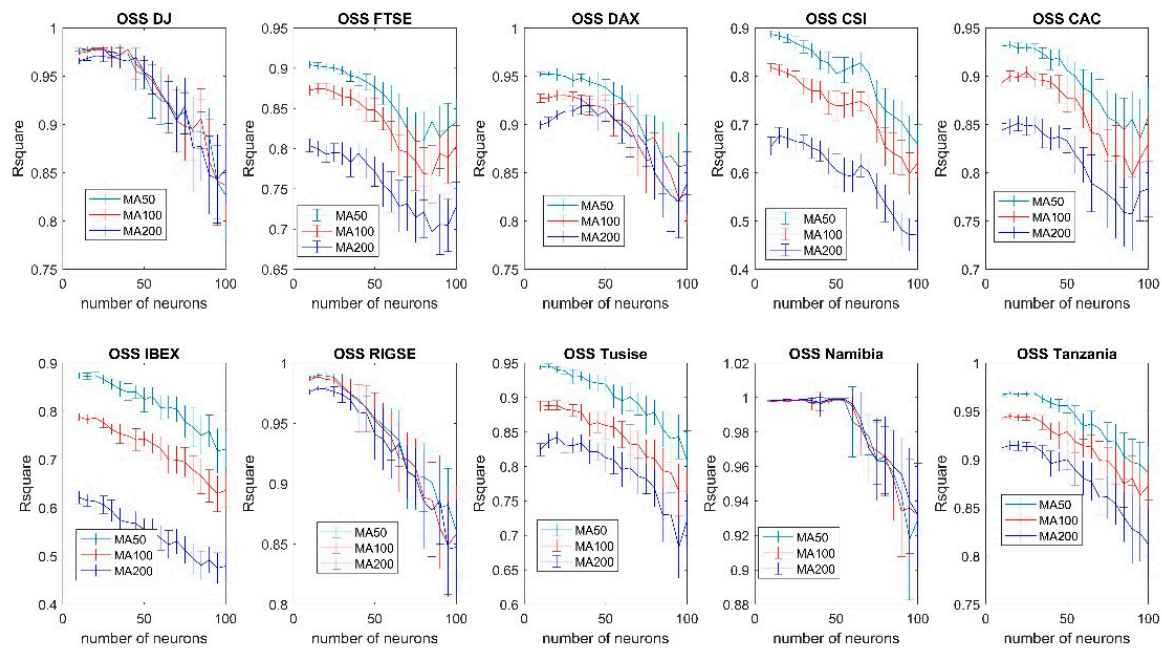 OSS DJ
OSS FTSE
OSS DAX
OSS CSI
OSS CAC
1
0.95
0.9
0.85
0.8
0.75
Rsquare
MA50
MA100
MA200
0
50
100
number of neurons
1
0.95
0.9
0.85
0.8
0.75
0.7
0.65
Rsquare
MA50
MA100
MA200
0
50
100
number of neurons
1
0.95
0.9
0.85
0.8
0.75
Rsquare
MA50
MA100
MA200
0
50
100
number of neurons
0.9
0.8
0.7
0.6
0.5
0.4
Rsquare
MA50
MA100
MA200
0
50
100
number of neurons
1
0.95
0.9
0.85
0.8
0.75
0.7
Rsquare
MA50
MA100
MA200
0
50
100
number of neurons
OSS IBEX
OSS RIGSE
OSS Tusise
OSS Namibia
OSS Tanzania
0.9
0.8
0.7
0.6
0.5
0.4
Rsquare
MA50
MA100
MA200
0
50
100
number of neurons
1
0.95
0.9
0.85
0.8
Rsquare
MA50
MA100
MA200
0
50
100
number of neurons
0.95
0.9
0.85
0.8
0.75
0.7
0.65
0.6
Rsquare
MA50
MA100
MA200
0
50
100
number of neurons
1.02
1
0.98
0.96
0.94
0.92
0.9
0.88
Rsquare
MA50
MA100
MA200
0
50
100
number of neurons
1
0.95
0.9
0.85
0.8
0.75
Rsquare
MA50
MA100
MA200
0
50
100
number of neurons